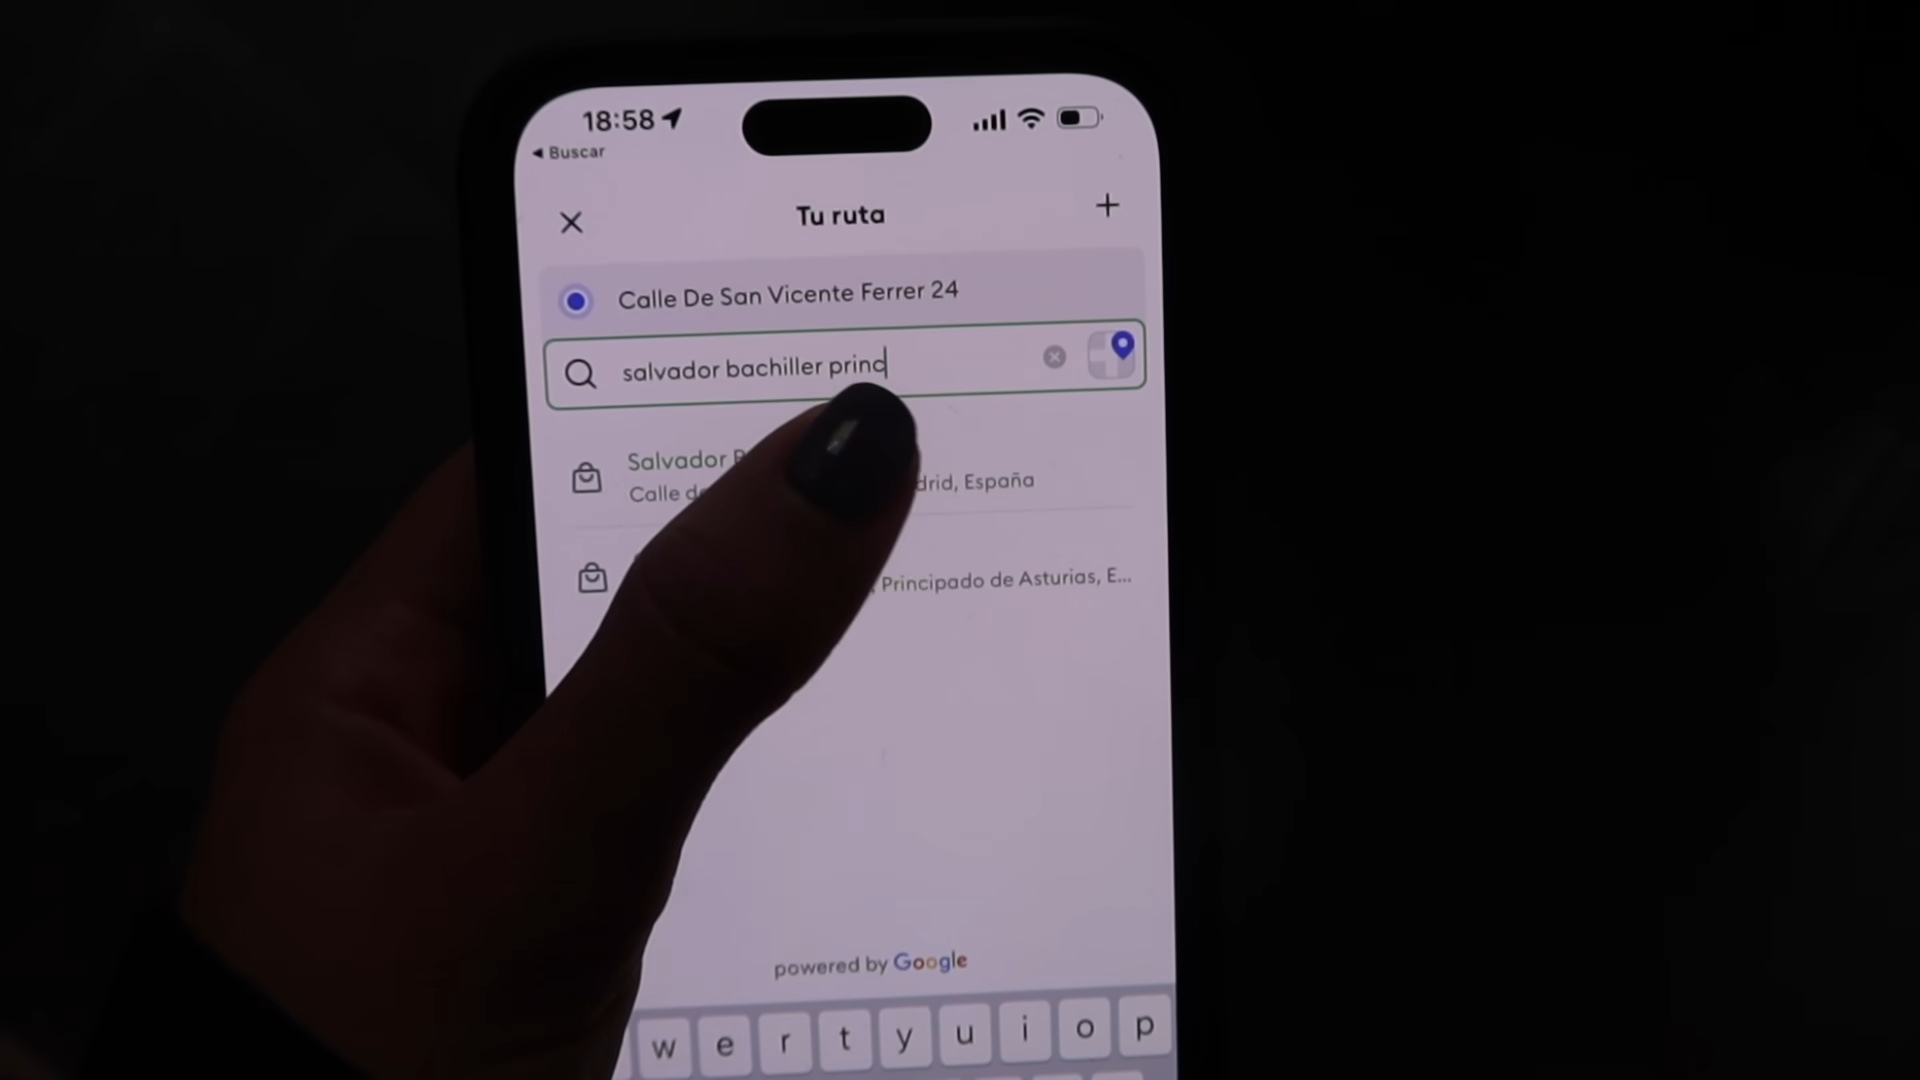 18:58
Buscar
Tu ruta
Calle De San Vicente Ferrer 24
salvador bachiller princ
Salvador
Calle
España
Principado de Asturias, E...
powered by Google
w e r t y u i o p